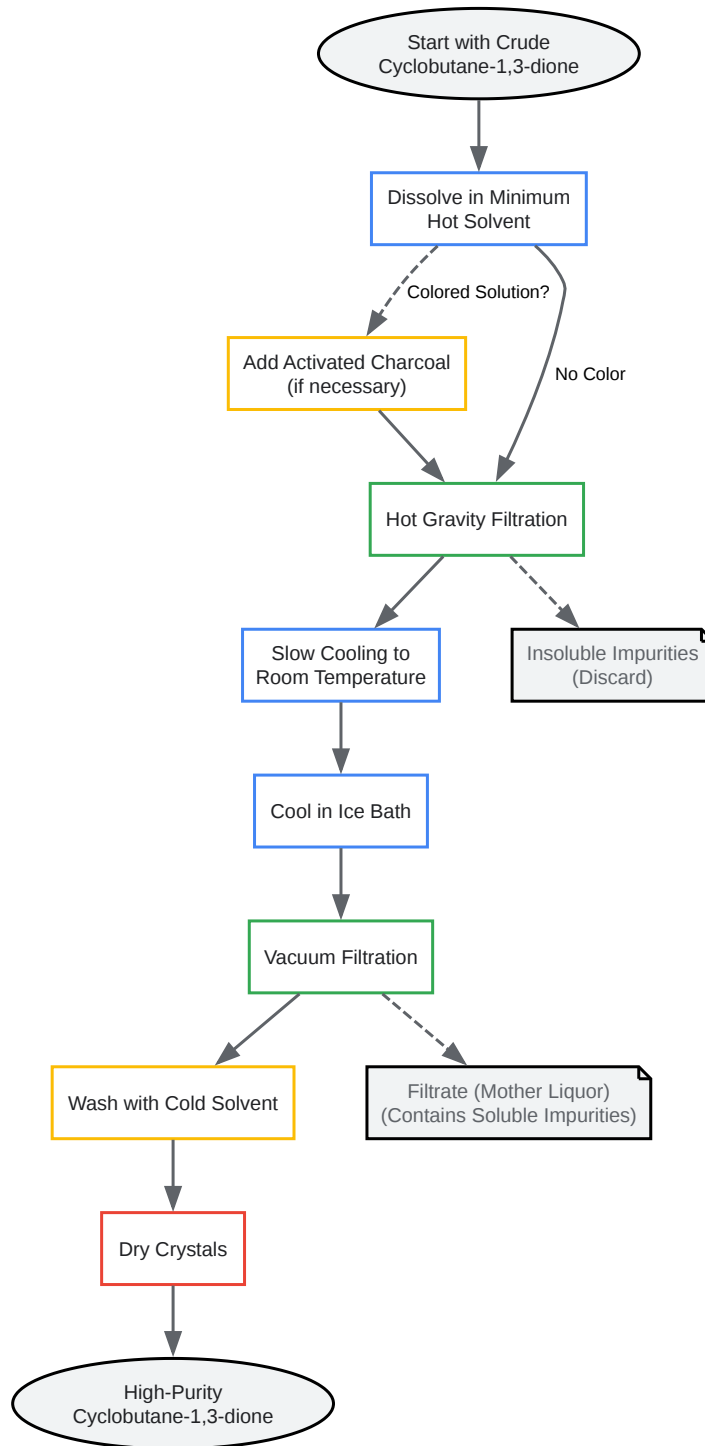 Start with Crude
Cyclobutane-1,3-dione
Dissolve in Minimum
Hot Solvent
Colored Solution?
Add Activated Charcoal
(if necessary)
No Color
Hot Gravity Filtration
Slow Cooling to
Room Temperature
Insoluble Impurities
(Discard)
Cool in Ice Bath
Vacuum Filtration
Wash with Cold Solvent
Filtrate (Mother Liquor)
(Contains Soluble Impurities)
Dry Crystals
High-Purity
Cyclobutane-1,3-dione